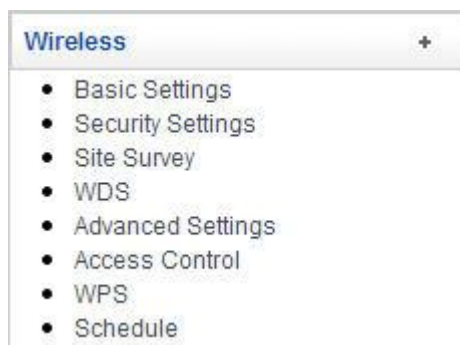 Wireless +
Basic Settings
Security Settings
Site Survey
WDS
Advanced Settings
Access Control
WPS
Schedule